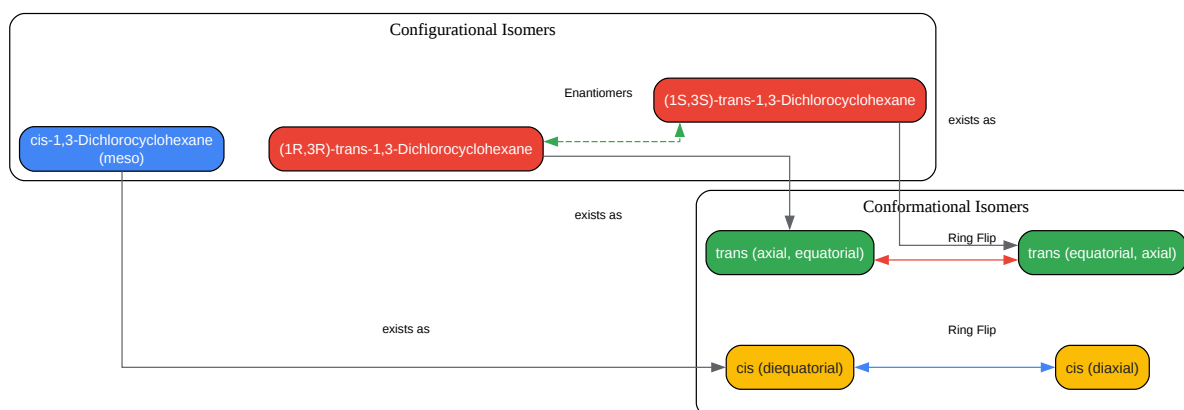 Configurational Isomers
Enantiomers
(1S,3S)-trans-1,3-Dichlorocyclohexane
exists as
cis-1,3-Dichlorocyclohexane
(meso)
(1R,3R)-trans-1,3-Dichlorocyclohexane
exists as
Conformational Isomers
trans (axial, equatorial)
Ring Flip
trans (equatorial, axial)
exists as
Ring Flip
cis (diequatorial)
cis (diaxial)